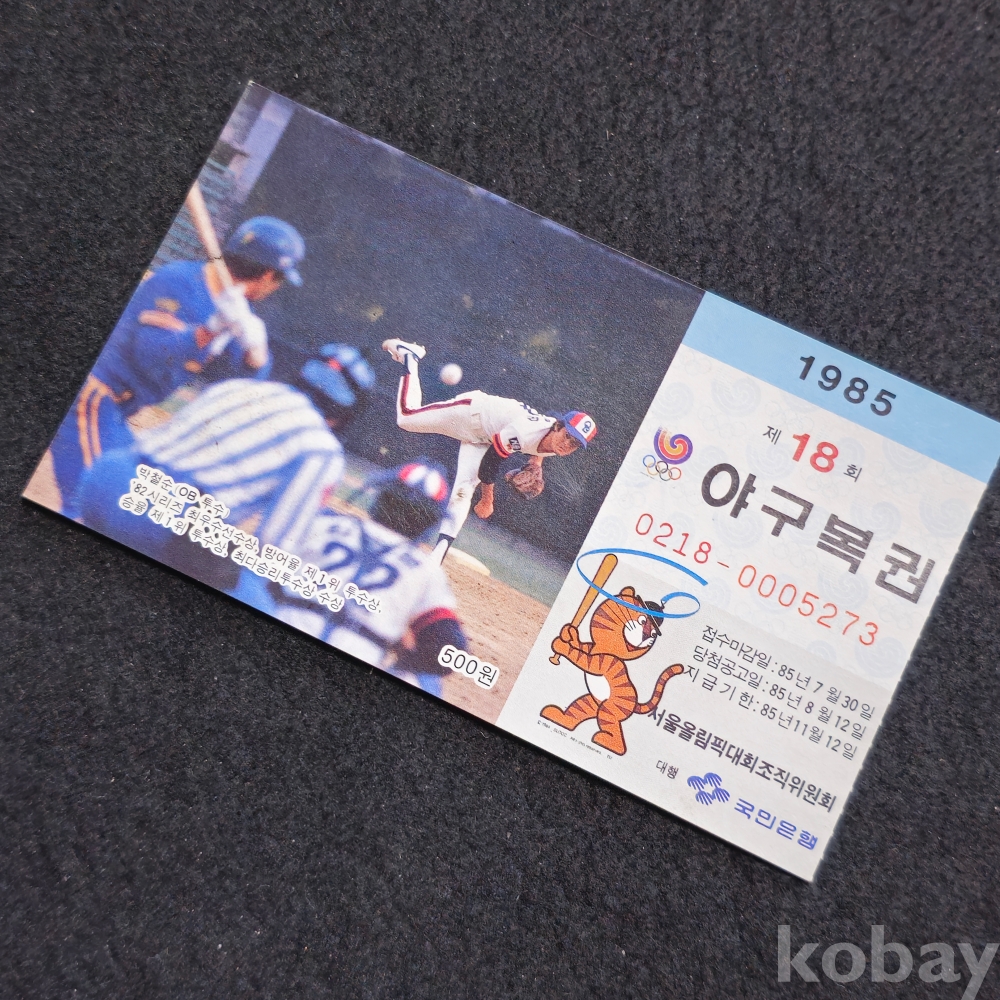 박철순, OB 투수
'82시리즈 최우수선수상, 방어율 제1위 투수상,
승율 제1위 투수상, 최다승리투수상 수상
500원
1985
제 18 회
야구복권
0218-0005273
접수마감일 : 85년 7월 30일
당첨공고일 : 85년 8월 12일
지급기한 : 85년 11월 12일
서울올림픽대회조직위원회
대행 국민은행
22
kobay